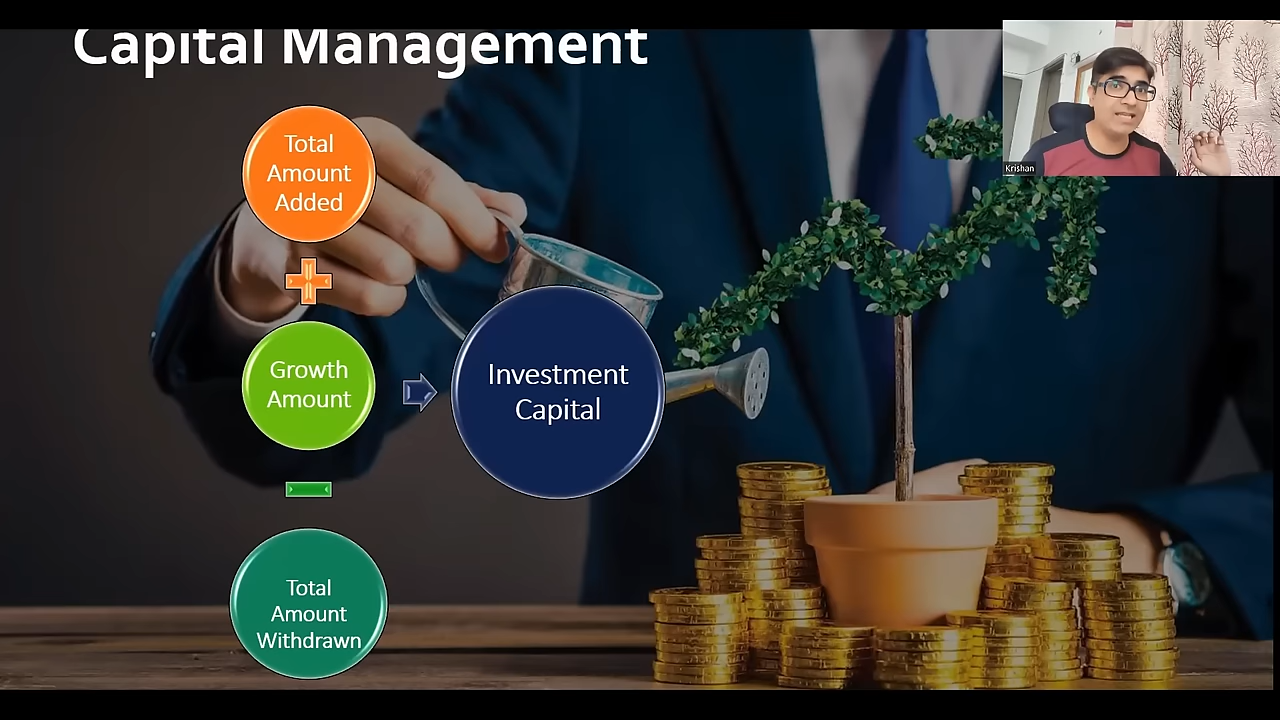 Capital Management
Total
Amount
Added
Growth
Amount
Investment
Capital
Total
Amount
Withdrawn
Krishan